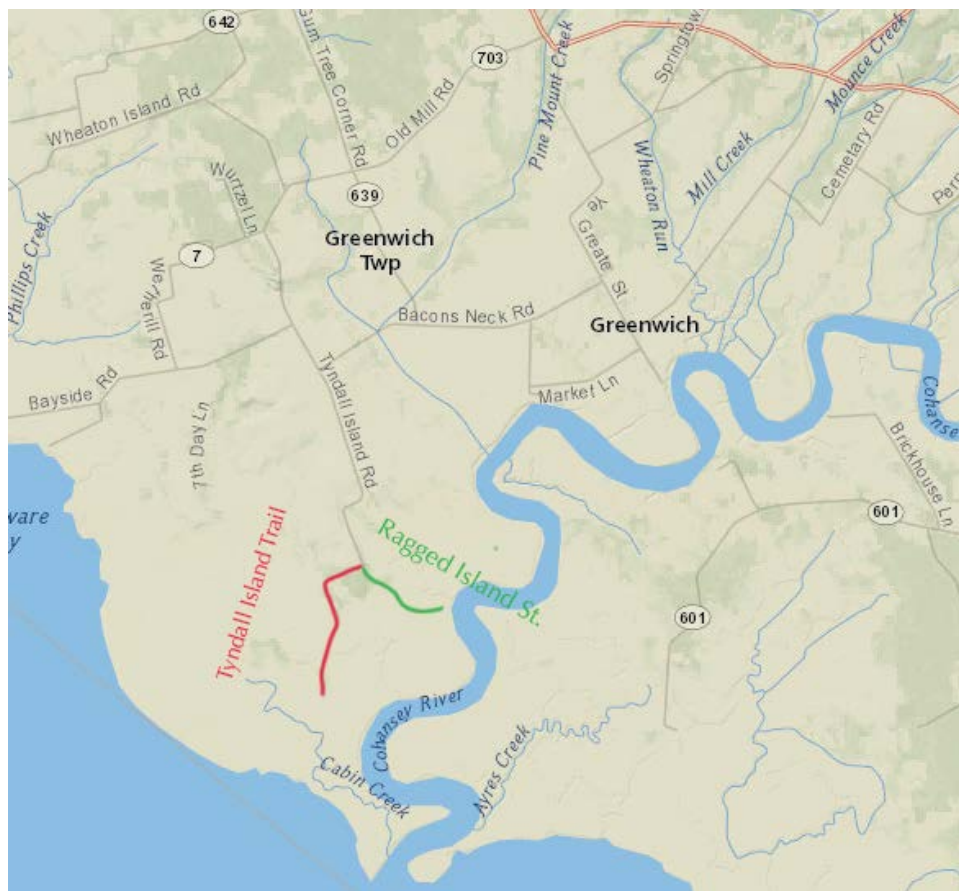 642
Gum Tree Corner Rd
703
Old Mill Rd
Pine Mount Creek
Springtow
Mounce Creek
Wheaton Island Rd
Wheaton Run
Mill Creek
Cemetary Rd
Wurtzel Ln
639
Ye Greate St
Greenwich
Twp
Phillips Creek
7
Bacons Neck Rd
Greenwich
Tyndall Island Rd
Bayside Rd
Market Ln
Cohanse
7th Day Ln
Brickhouse Ln
601
ware
y
Tyndall Island Trail
Ragged Island St.
601
Cohansey River
Ayres Creek
Cabin Creek